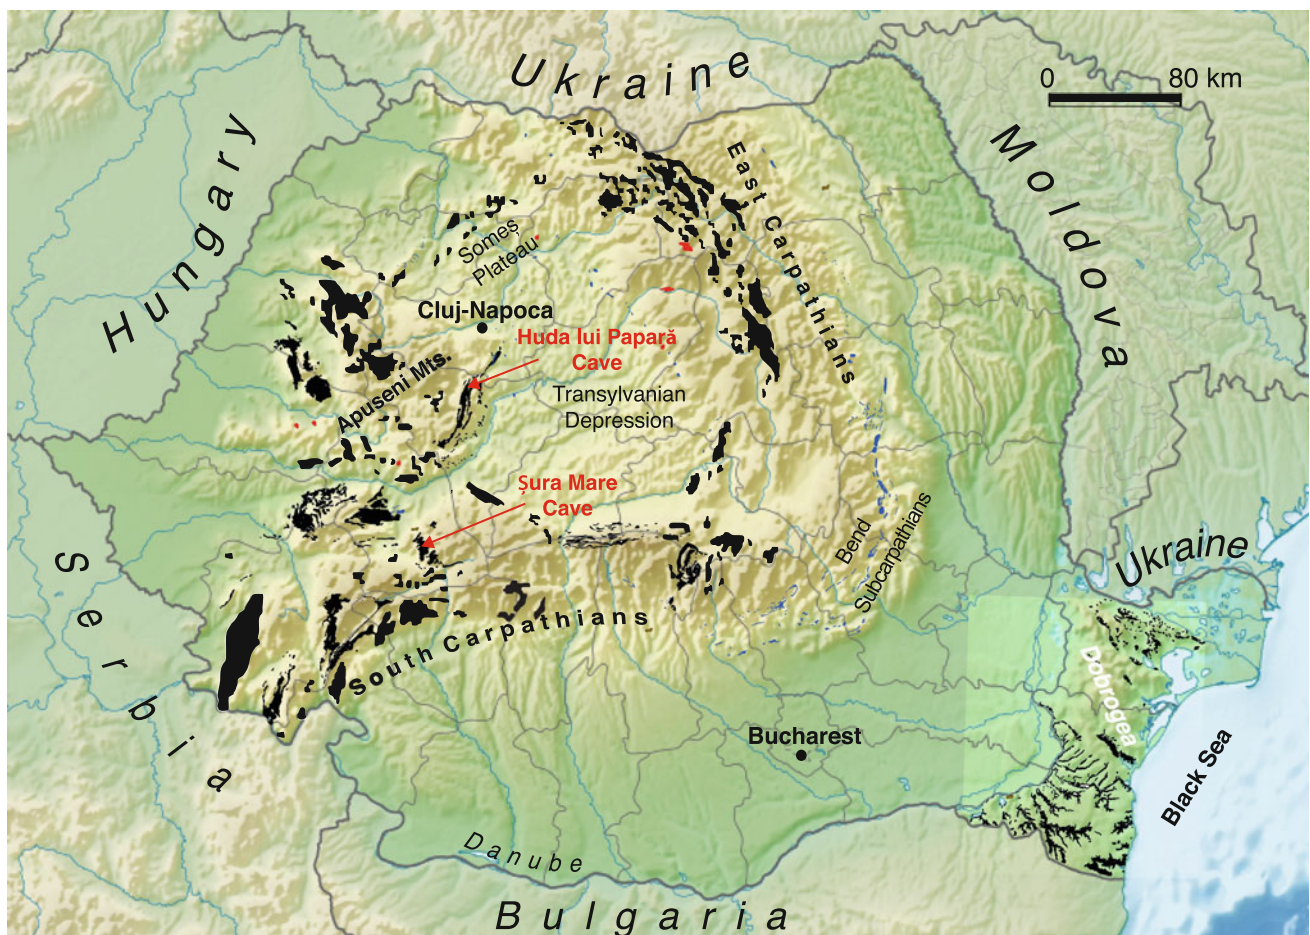 Ukraine
0 80 km
Hungary
Moldova
East Carpathians
Someș
Plateau
Cluj-Napoca
Huda lui Papară
Cave
Apuseni Mts.
Transylvanian
Depression
Șura Mare
Cave
Bend
Subcarpathians
Ukraine
Serbia
South Carpathians
Dobrogea
Bucharest
Black Sea
Danube
Bulgaria